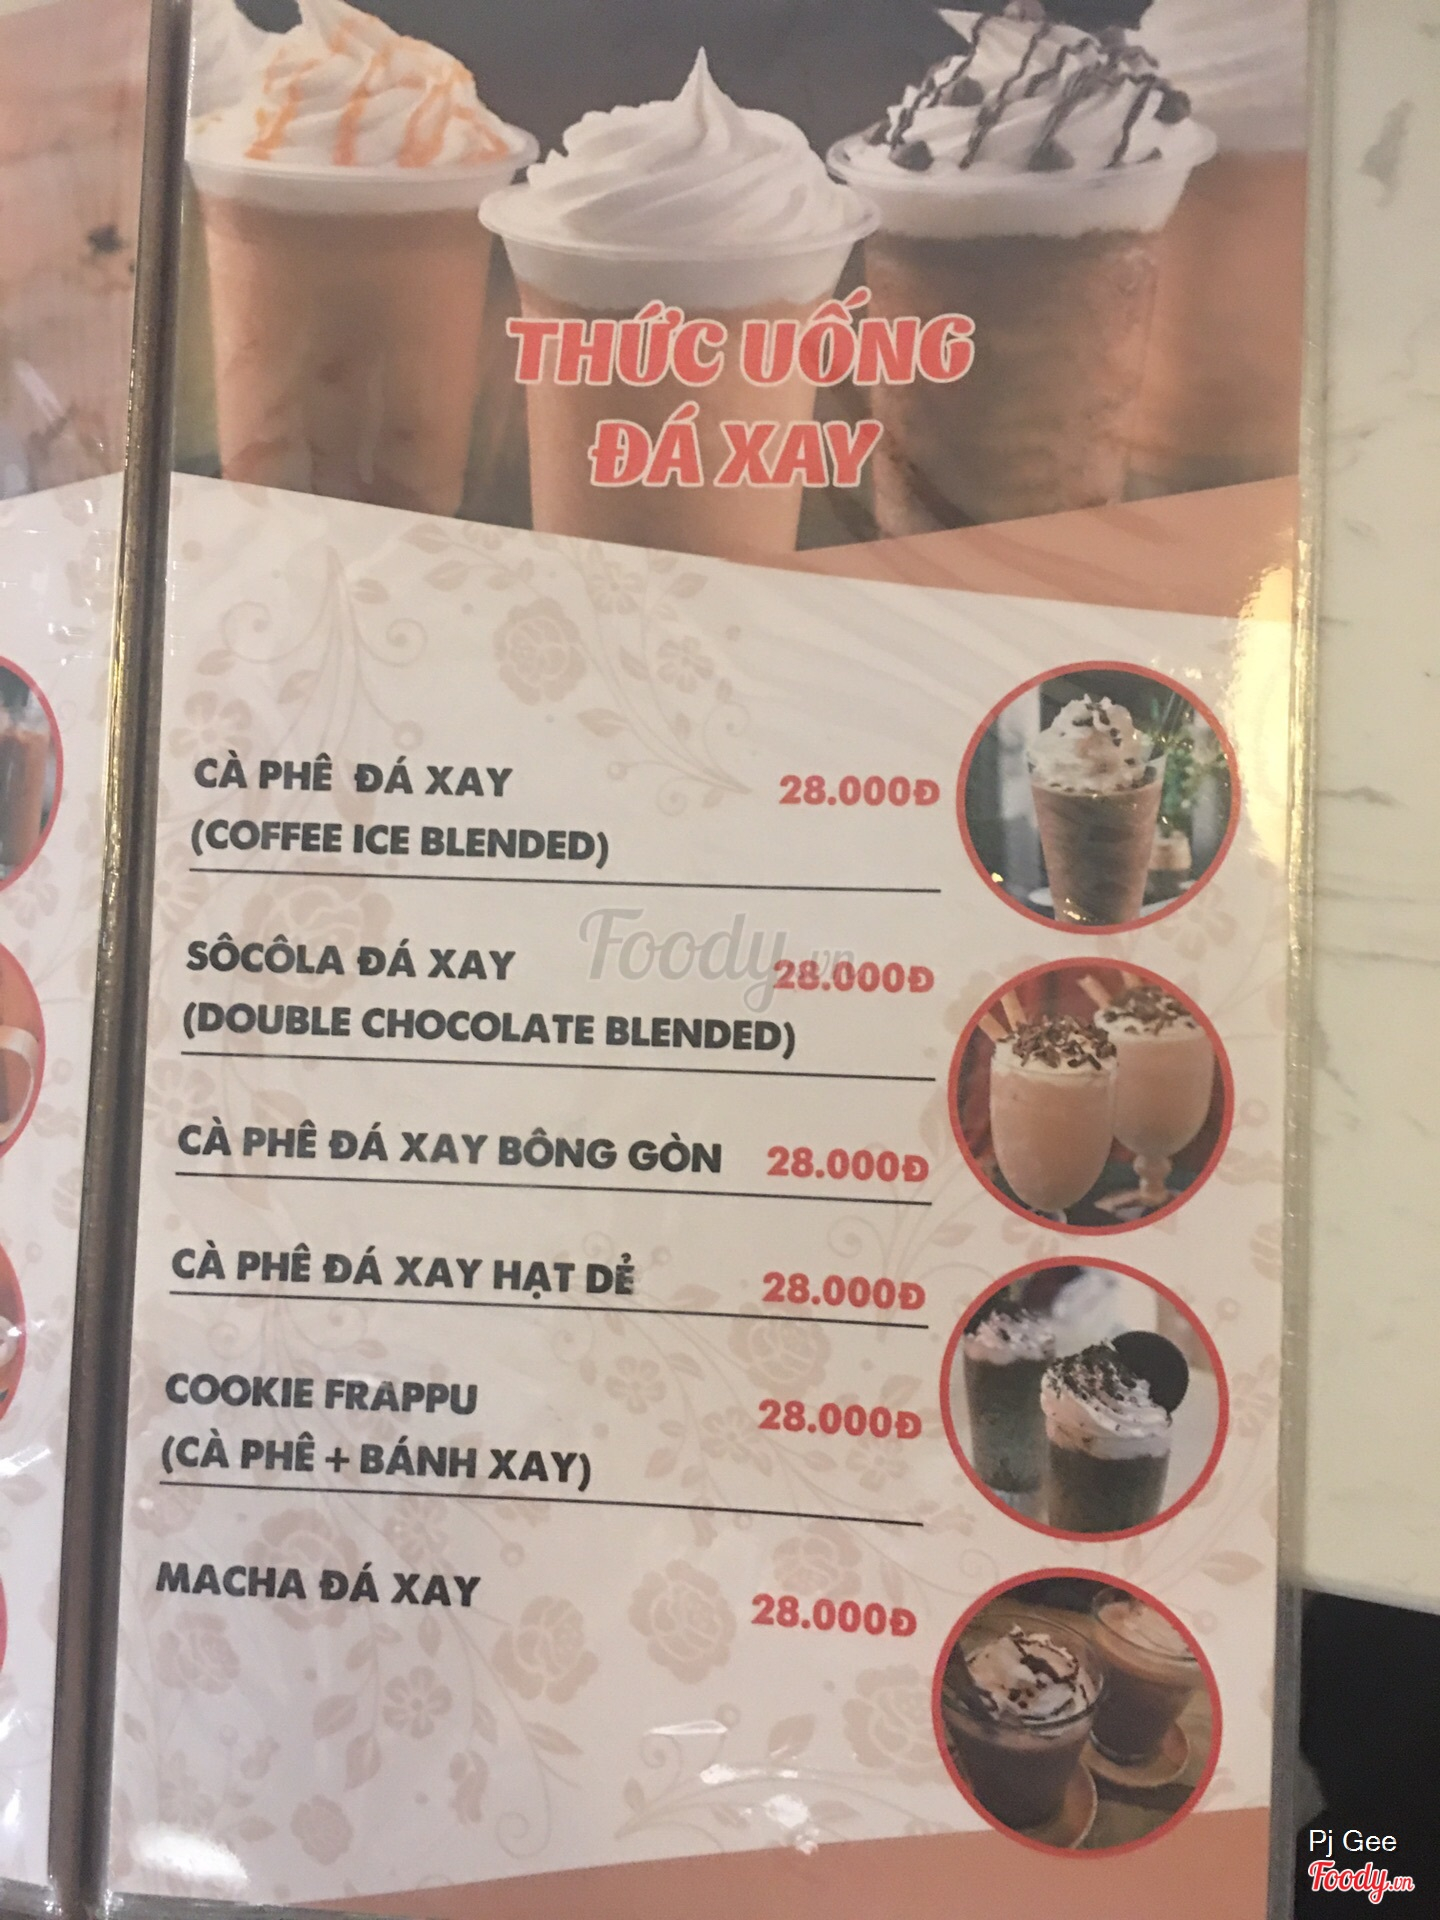 THỨC UỐNG
ĐÁ XAY
CÀ PHÊ ĐÁ XAY 28.000Đ
(COFFEE ICE BLENDED)
Foody.vn
SÔCÔLA ĐÁ XAY 28.000Đ
(DOUBLE CHOCOLATE BLENDED)
CÀ PHÊ ĐÁ XAY BÔNG GÒN 28.000Đ
CÀ PHÊ ĐÁ XAY HẠT DẺ 28.000Đ
COOKIE FRAPPU 28.000Đ
(CÀ PHÊ + BÁNH XAY)
MACHA ĐÁ XAY 28.000Đ
Pj Gee
Foody.vn